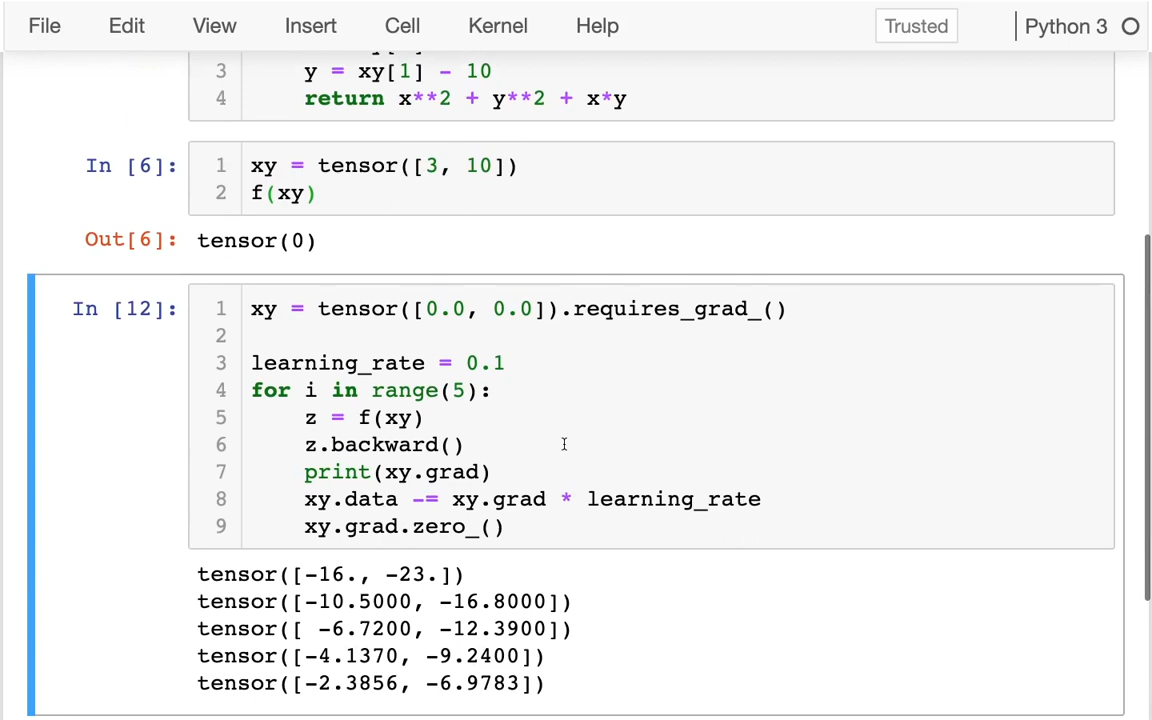 File Edit View Insert Cell Kernel Help Trusted Python 3
3 y = xy[1] - 10
4 return x**2 + y**2 + x*y
In [6]: 1 xy = tensor([3, 10])
2 f(xy)
Out[6]: tensor(0)
In [12]: 1 xy = tensor([0.0, 0.0]).requires_grad_()
2
3 learning_rate = 0.1
4 for i in range(5):
5 z = f(xy)
6 z.backward()
7 print(xy.grad)
8 xy.data -= xy.grad * learning_rate
9 xy.grad.zero_()
tensor([-16., -23.])
tensor([-10.5000, -16.8000])
tensor([ -6.7200, -12.3900])
tensor([-4.1370, -9.2400])
tensor([-2.3856, -6.9783])